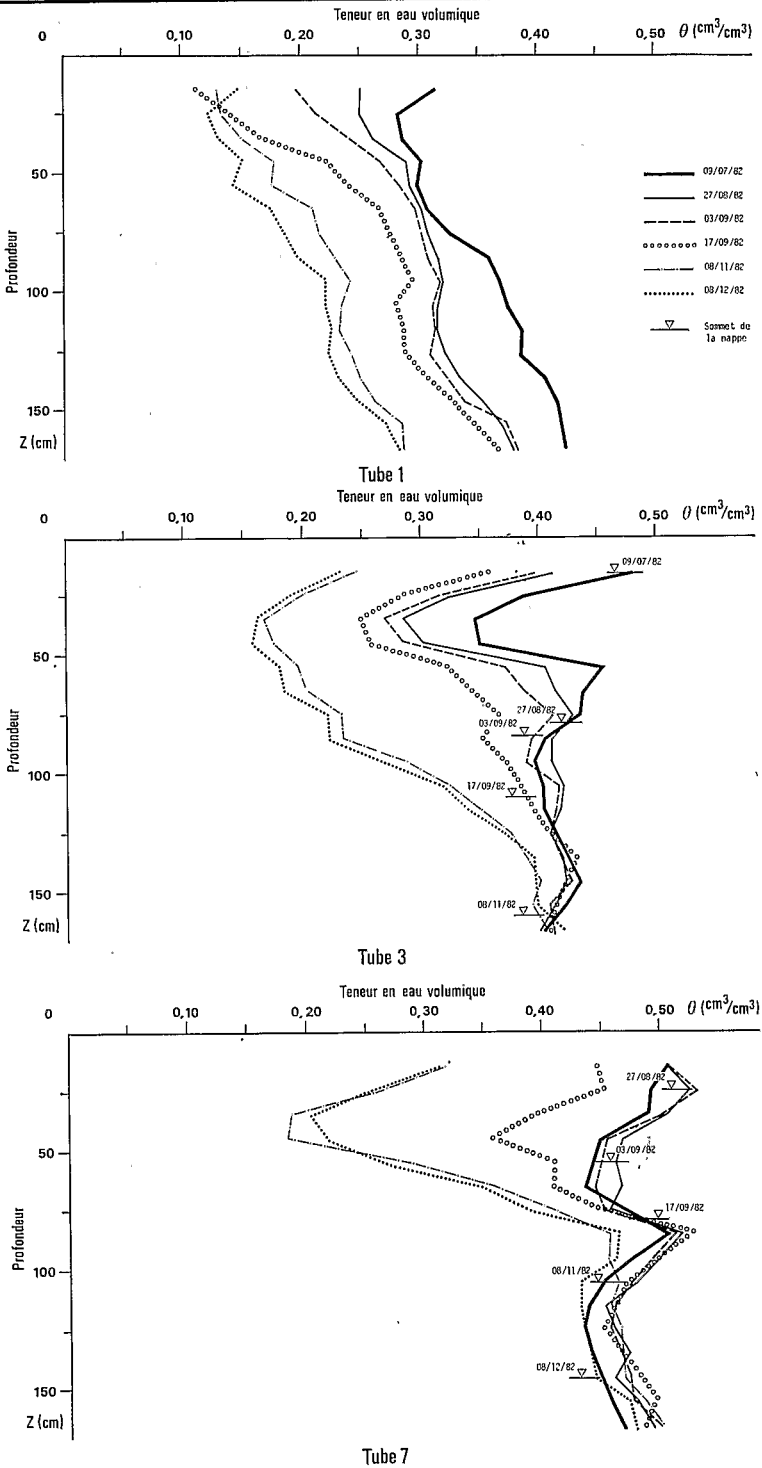 Teneur en eau volumique
0 0,10 0,20 0,30 0,40 0,50 θ (cm³/cm³)
50
100
150
Profondeur
Z (cm)
09/07/82
27/08/82
03/09/82
17/09/82
08/11/82
08/12/82
Sommet de
la nappe
Tube 1
Teneur en eau volumique
0 0,10 0,20 0,30 0,40 0,50 θ (cm³/cm³)
09/07/82
50
27/08/82
03/09/82
100
17/09/82
150
08/11/82
Profondeur
Z (cm)
Tube 3
Teneur en eau volumique
0 0,10 0,20 0,30 0,40 0,50 θ (cm³/cm³)
27/08/82
50
03/09/82
17/09/82
100
08/11/82
08/12/82
150
Profondeur
Z (cm)
Tube 7